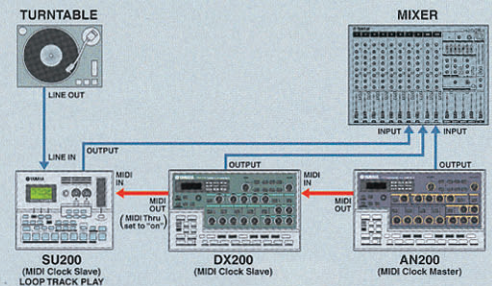 TURNTABLE
MIXER
LINE OUT
LINE IN
OUTPUT
INPUT
INPUT
OUTPUT
OUTPUT
MIDI IN
MIDI OUT
(MIDI Thru set to "on")
MIDI IN
MIDI OUT
YAMAHA
SU200
(MIDI Clock Slave)
LOOP TRACK PLAY
DX200
(MIDI Clock Slave)
AN200
(MIDI Clock Master)